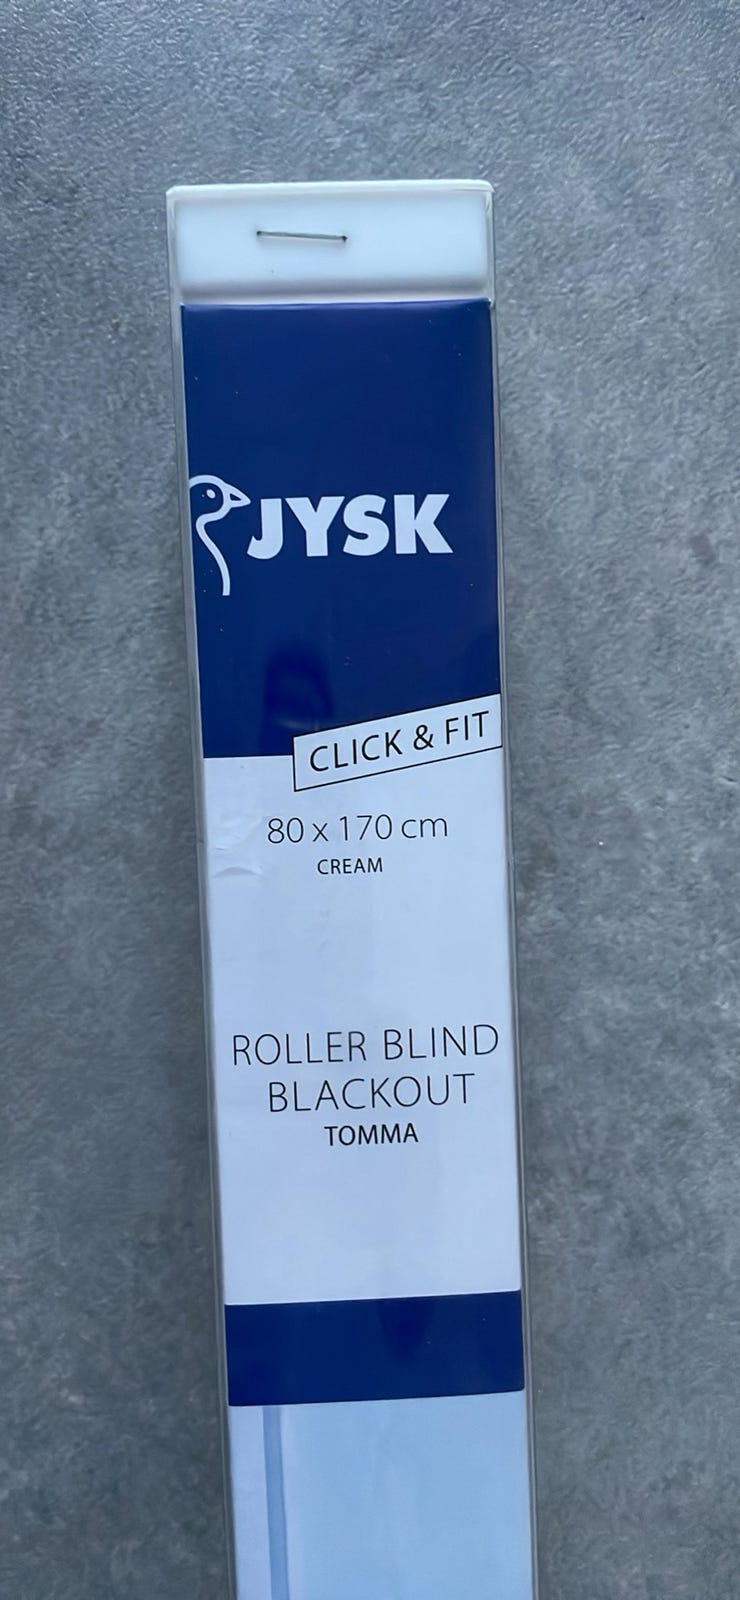 JYSK
CLICK & FIT
80 x 170 cm
CREAM
ROLLER BLIND
BLACKOUT
TOMMA